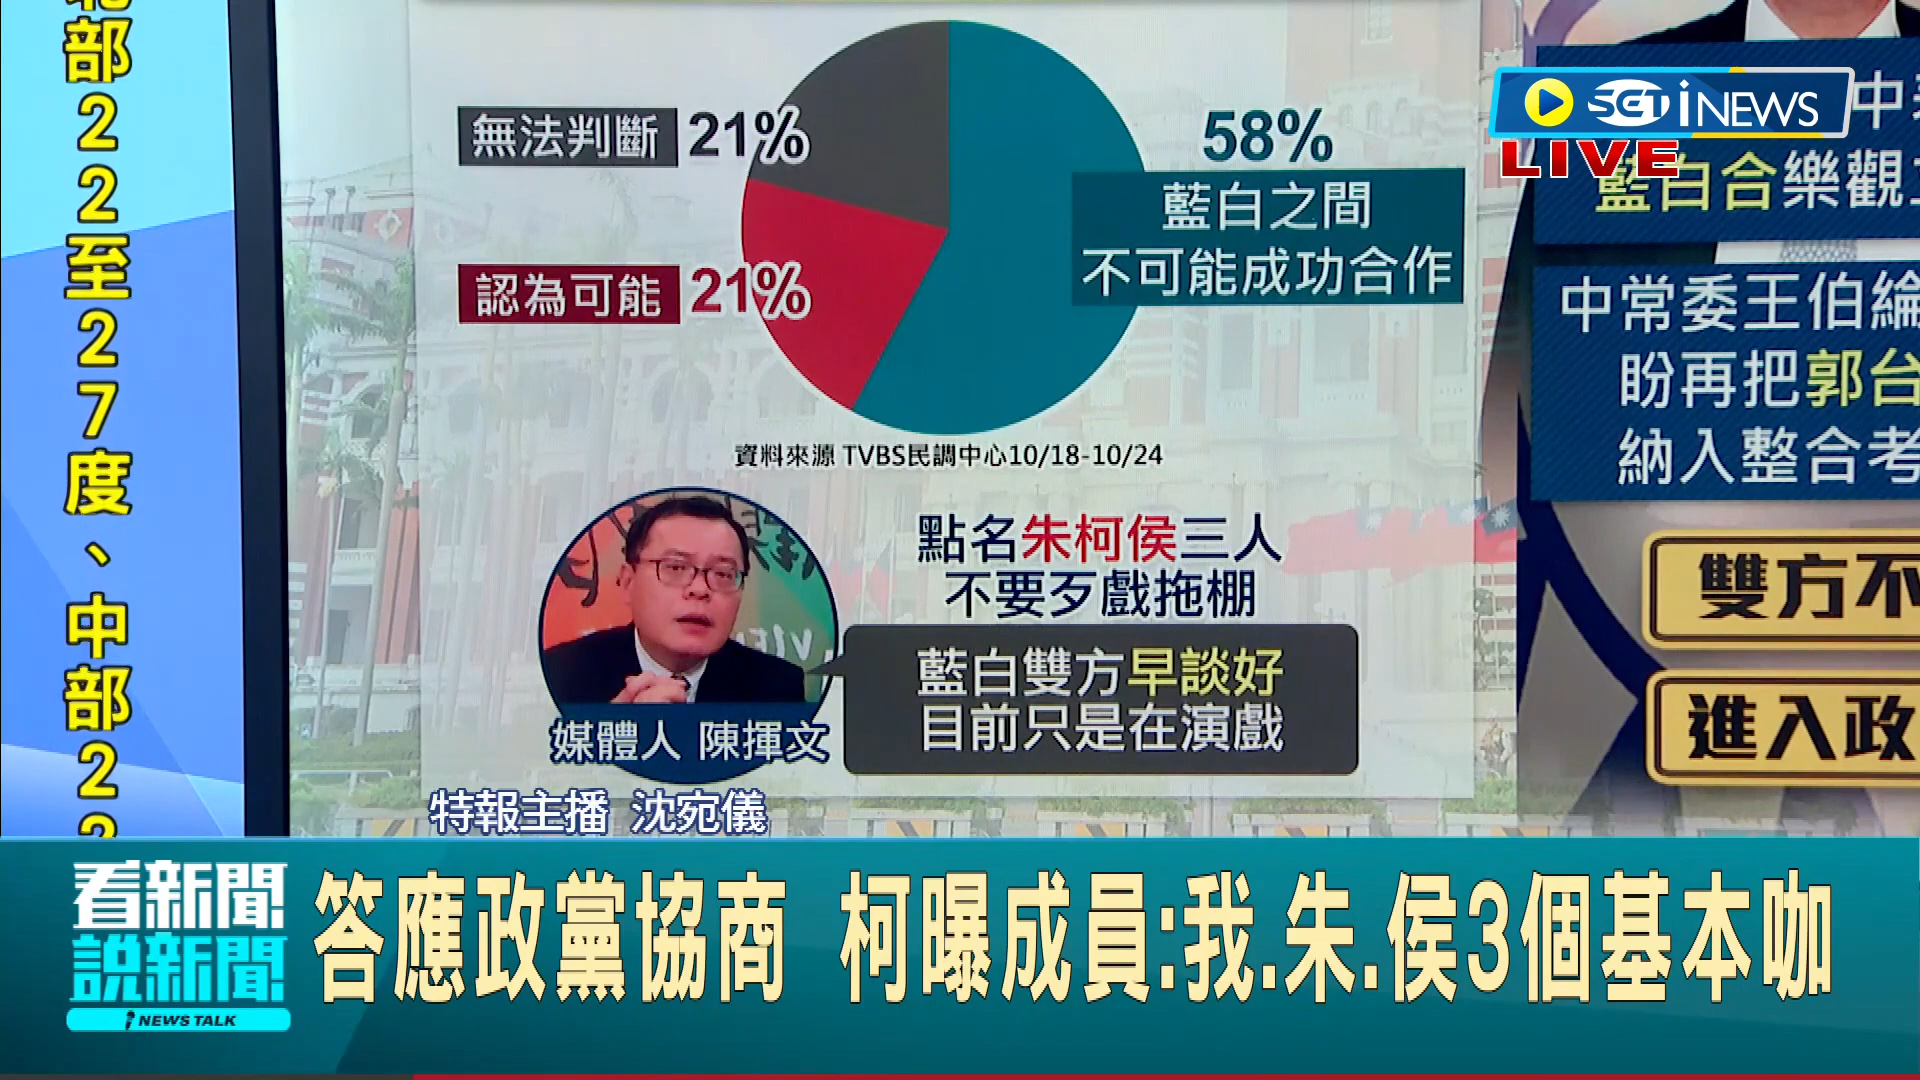 部22至27度、中部22
無法判斷 21%
認為可能 21%
58%
藍白之間
不可能成功合作
資料來源 TVBS民調中心10/18-10/24
點名朱柯侯三人
不要歹戲拖棚
藍白雙方早談好
目前只是在演戲
媒體人 陳揮文
特報主播 沈宛儀
SETiNEWS
LIVE
中
藍白合樂觀
中常委王伯綸
盼再把郭台
納入整合考
雙方不
進入政
看新聞
說新聞
iNEWS TALK
答應政黨協商 柯曝成員:我.朱.侯3個基本咖